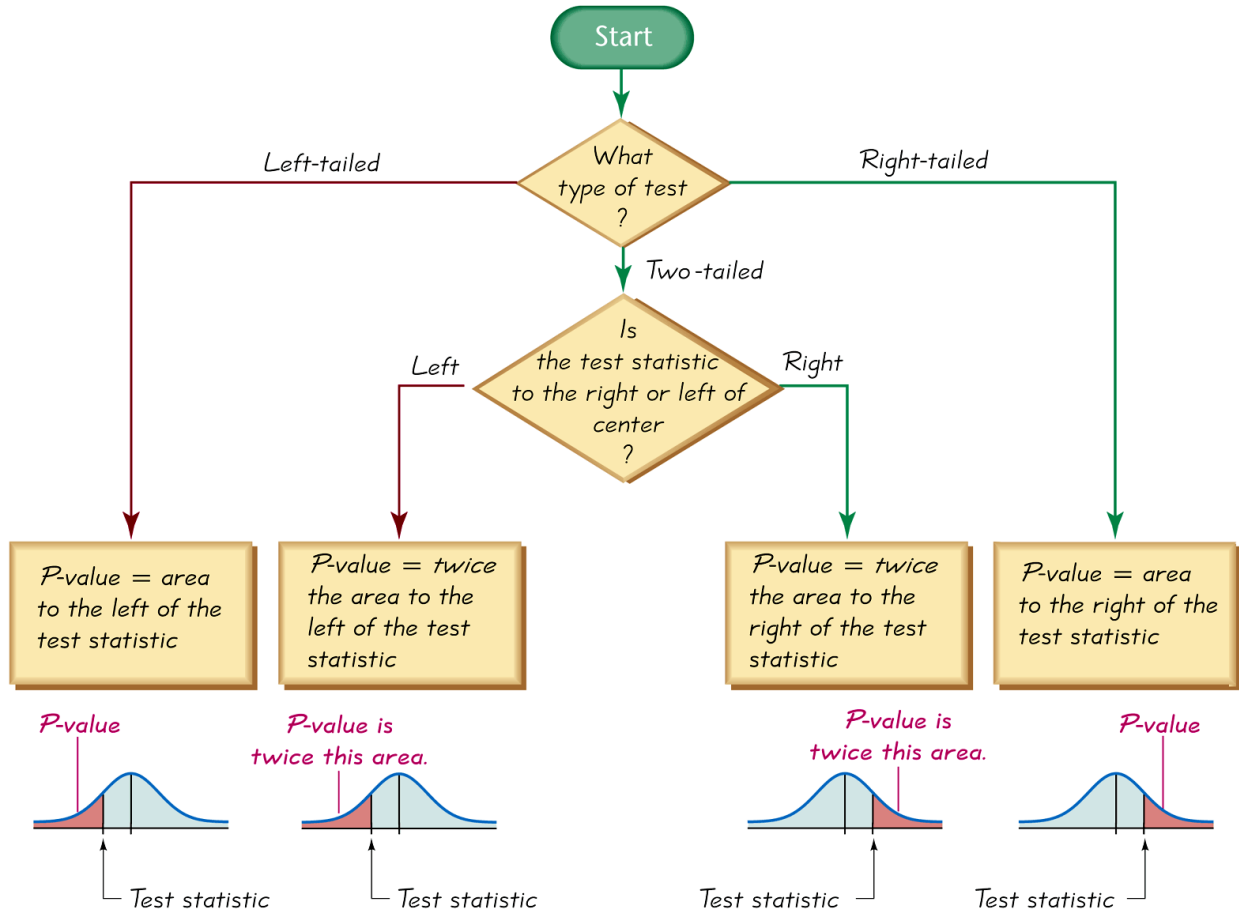 Start
What
type of test
?
Left-tailed
Right-tailed
Two-tailed
Is
the test statistic
to the right or left of
center
?
Left
Right
P-value = area
to the left of the
test statistic
P-value = twice
the area to the
left of the test
statistic
P-value = twice
the area to the
right of the test
statistic
P-value = area
to the right of the
test statistic
P-value
P-value is
twice this area.
P-value is
twice this area.
P-value
Test statistic
Test statistic
Test statistic
Test statistic